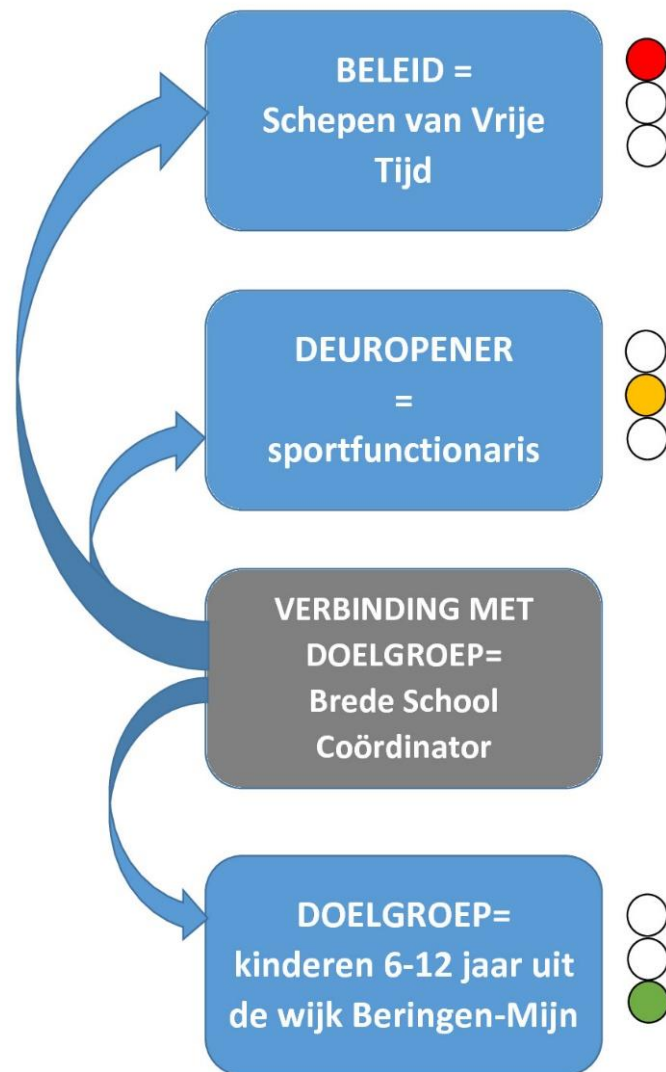 BELEID =
Schepen van Vrije
Tijd
DEUROPENER
=
sportfunctionaris
VERBINDING MET
DOELGROEP=
Brede School
Coördinator
DOELGROEP=
kinderen 6-12 jaar uit
de wijk Beringen-Mijn